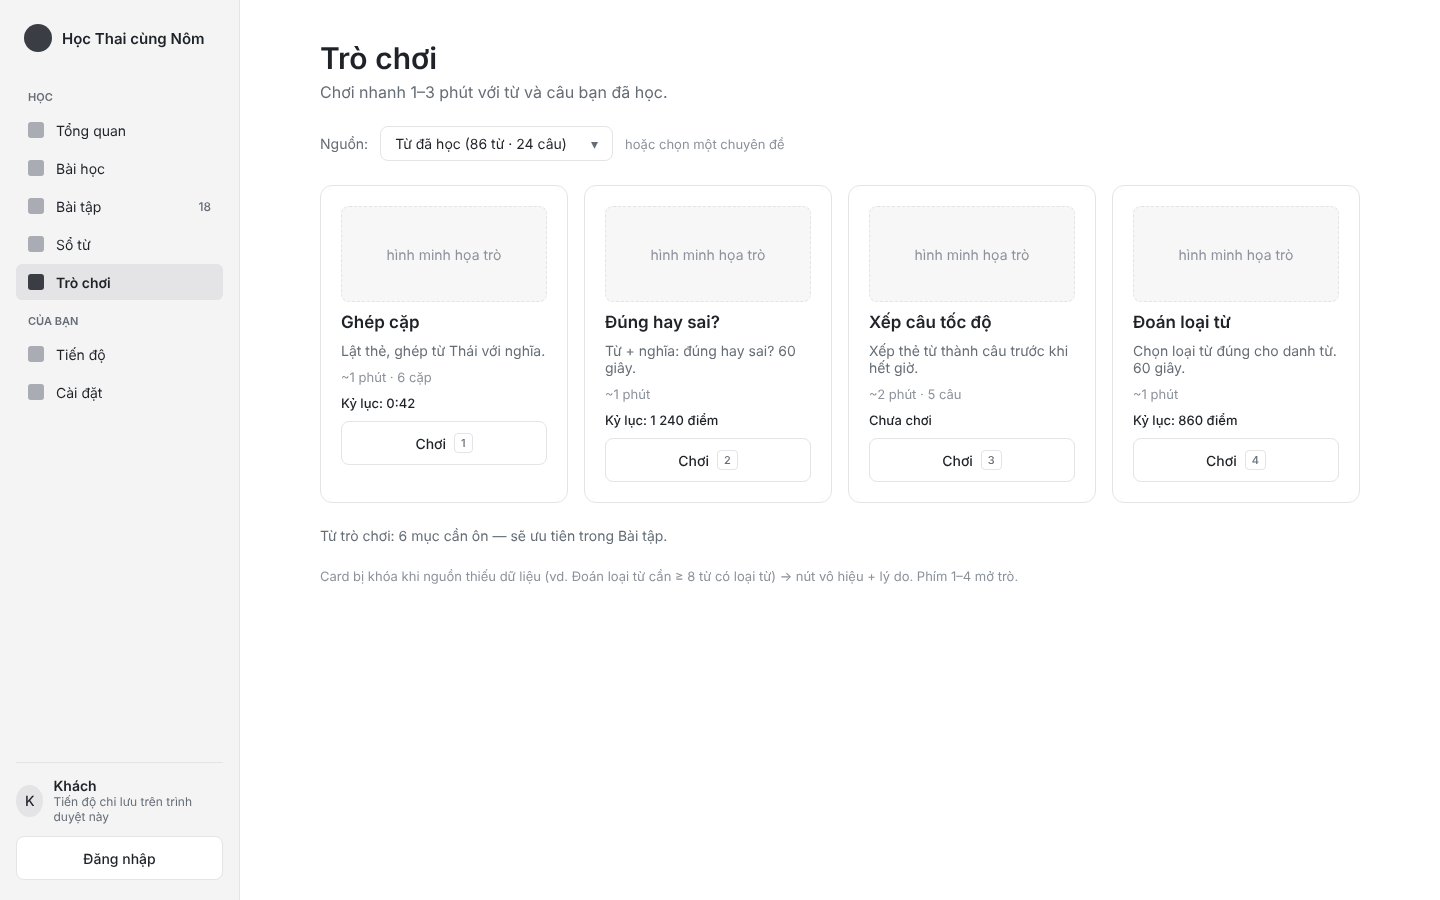 Học Thai cùng Nôm
HỌC
Tổng quan
Bài học
Bài tập 18
Sổ từ
Trò chơi
CỦA BẠN
Tiến độ
Cài đặt
K
Khách
Tiến độ chỉ lưu trên trình
duyệt này
Đăng nhập
Trò chơi
Chơi nhanh 1–3 phút với từ và câu bạn đã học.
Nguồn: Từ đã học (86 từ · 24 câu) ▾ hoặc chọn một chuyên đề
hình minh họa trò
Ghép cặp
Lật thẻ, ghép từ Thái với nghĩa.
~1 phút · 6 cặp
Kỷ lục: 0:42
Chơi 1
hình minh họa trò
Đúng hay sai?
Từ + nghĩa: đúng hay sai? 60
giây.
~1 phút
Kỷ lục: 1 240 điểm
Chơi 2
hình minh họa trò
Xếp câu tốc độ
Xếp thẻ từ thành câu trước khi
hết giờ.
~2 phút · 5 câu
Chưa chơi
Chơi 3
hình minh họa trò
Đoán loại từ
Chọn loại từ đúng cho danh từ.
60 giây.
~1 phút
Kỷ lục: 860 điểm
Chơi 4
Từ trò chơi: 6 mục cần ôn — sẽ ưu tiên trong Bài tập.
Card bị khóa khi nguồn thiếu dữ liệu (vd. Đoán loại từ cần ≥ 8 từ có loại từ) → nút vô hiệu + lý do. Phím 1–4 mở trò.